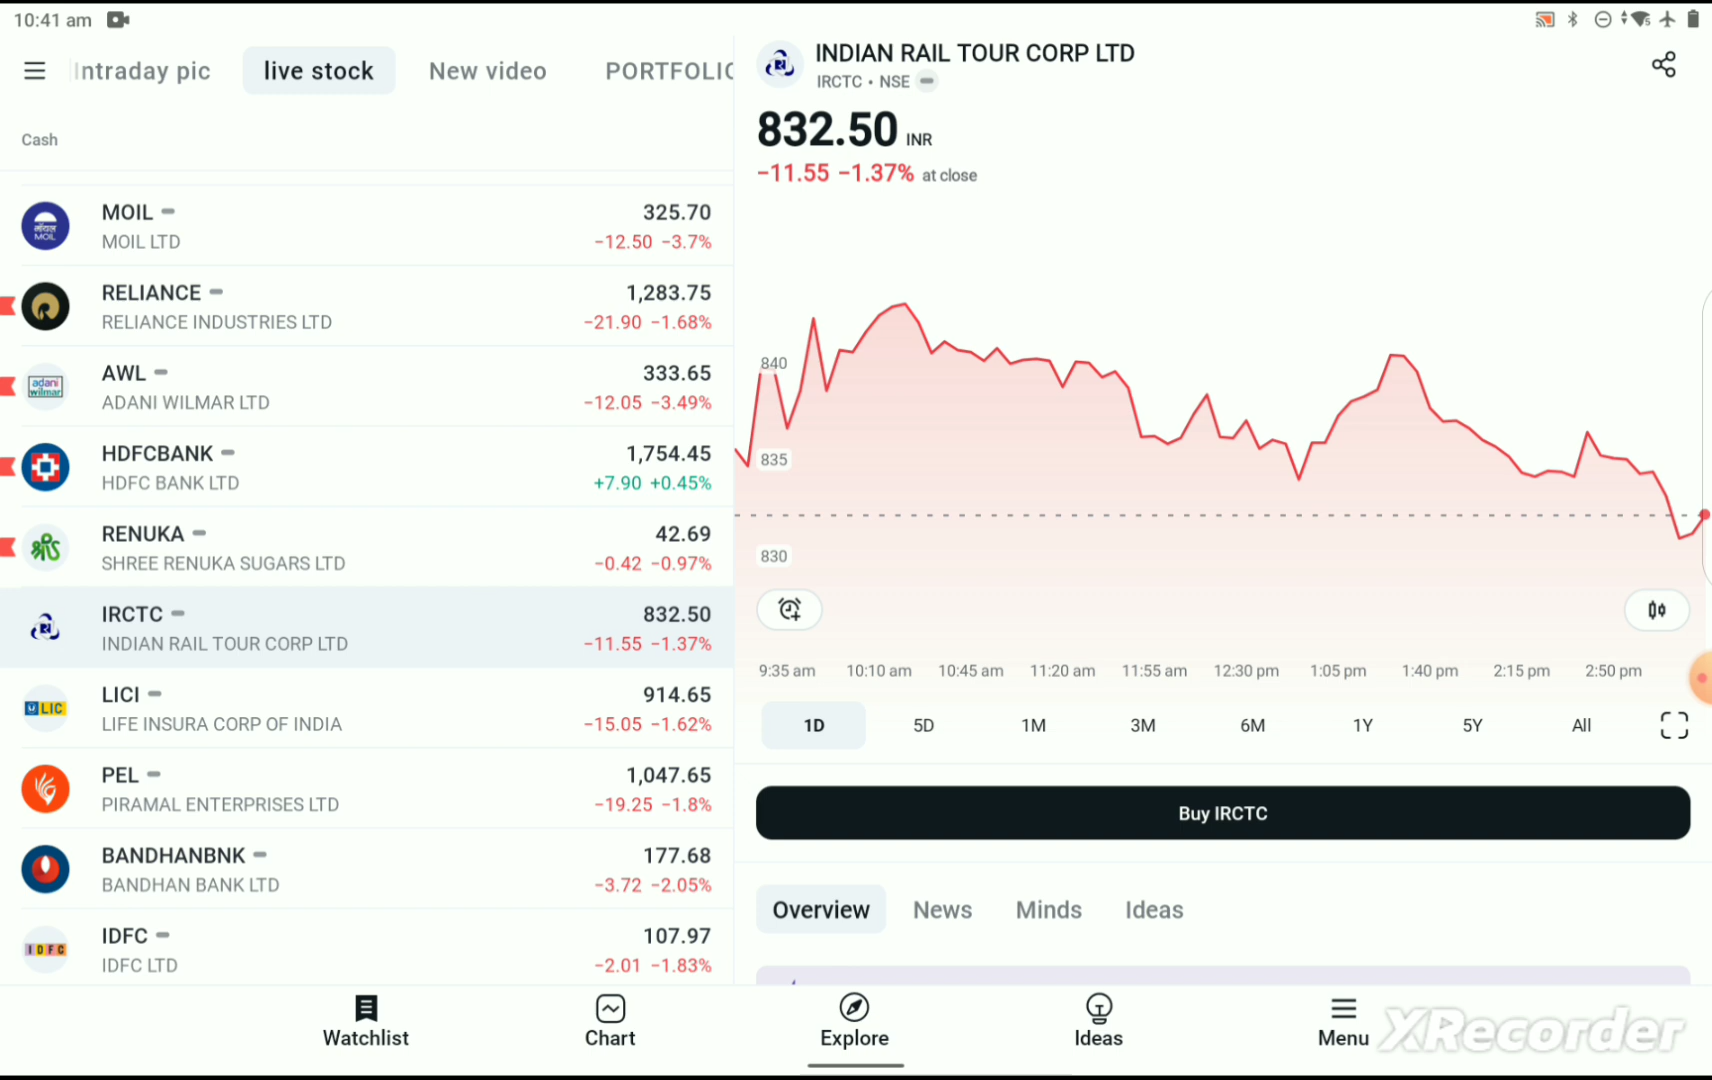 10:41 am
Intraday pic live stock New video PORTFOLIO
Cash
MOIL 325.70
MOIL LTD −12.50 −3.7%
RELIANCE 1,283.75
RELIANCE INDUSTRIES LTD −21.90 −1.68%
AWL 333.65
ADANI WILMAR LTD −12.05 −3.49%
HDFCBANK 1,754.45
HDFC BANK LTD +7.90 +0.45%
RENUKA 42.69
SHREE RENUKA SUGARS LTD −0.42 −0.97%
IRCTC 832.50
INDIAN RAIL TOUR CORP LTD −11.55 −1.37%
LICI 914.65
LIFE INSURA CORP OF INDIA −15.05 −1.62%
PEL 1,047.65
PIRAMAL ENTERPRISES LTD −19.25 −1.8%
BANDHANBNK 177.68
BANDHAN BANK LTD −3.72 −2.05%
IDFC 107.97
IDFC LTD −2.01 −1.83%
मॉयल
MOIL
adani
wilmar
श्री
LIC
IDFC
INDIAN RAIL TOUR CORP LTD
IRCTC • NSE
832.50 INR
−11.55 −1.37% at close
840
835
830
9:35 am 10:10 am 10:45 am 11:20 am 11:55 am 12:30 pm 1:05 pm 1:40 pm 2:15 pm 2:50 pm
1D 5D 1M 3M 6M 1Y 5Y All
Buy IRCTC
Overview News Minds Ideas
Watchlist Chart Explore Ideas Menu
XRecorder